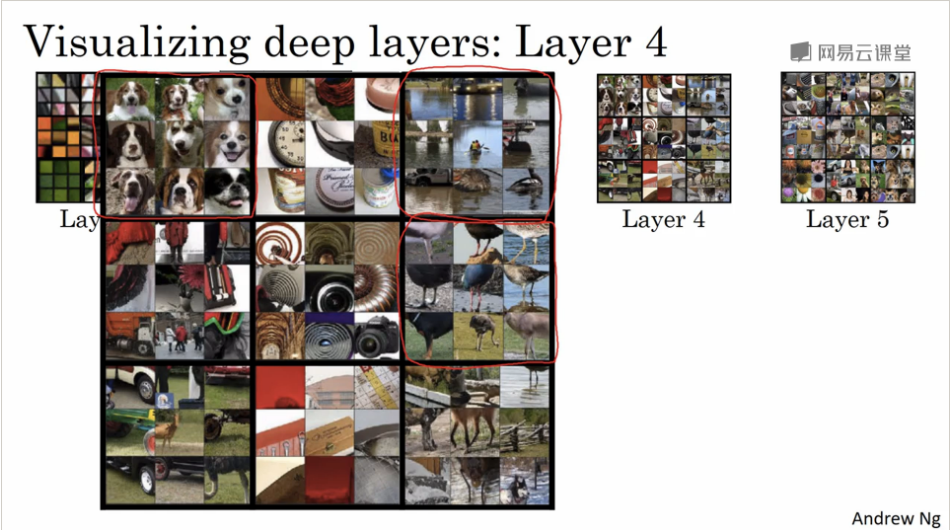 Visualizing deep layers: Layer 4
网易云课堂
Lay
Layer 4
Layer 5
Andrew Ng